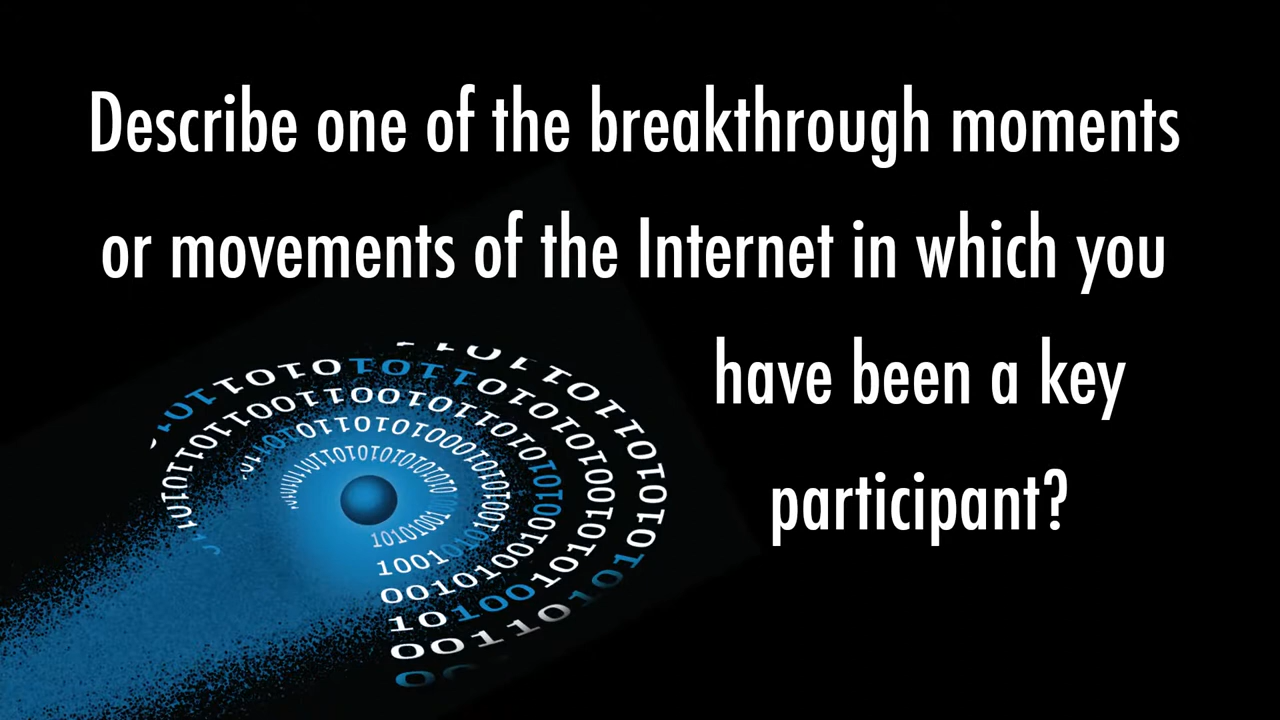 Describe one of the breakthrough moments
or movements of the Internet in which you
have been a key
participant?